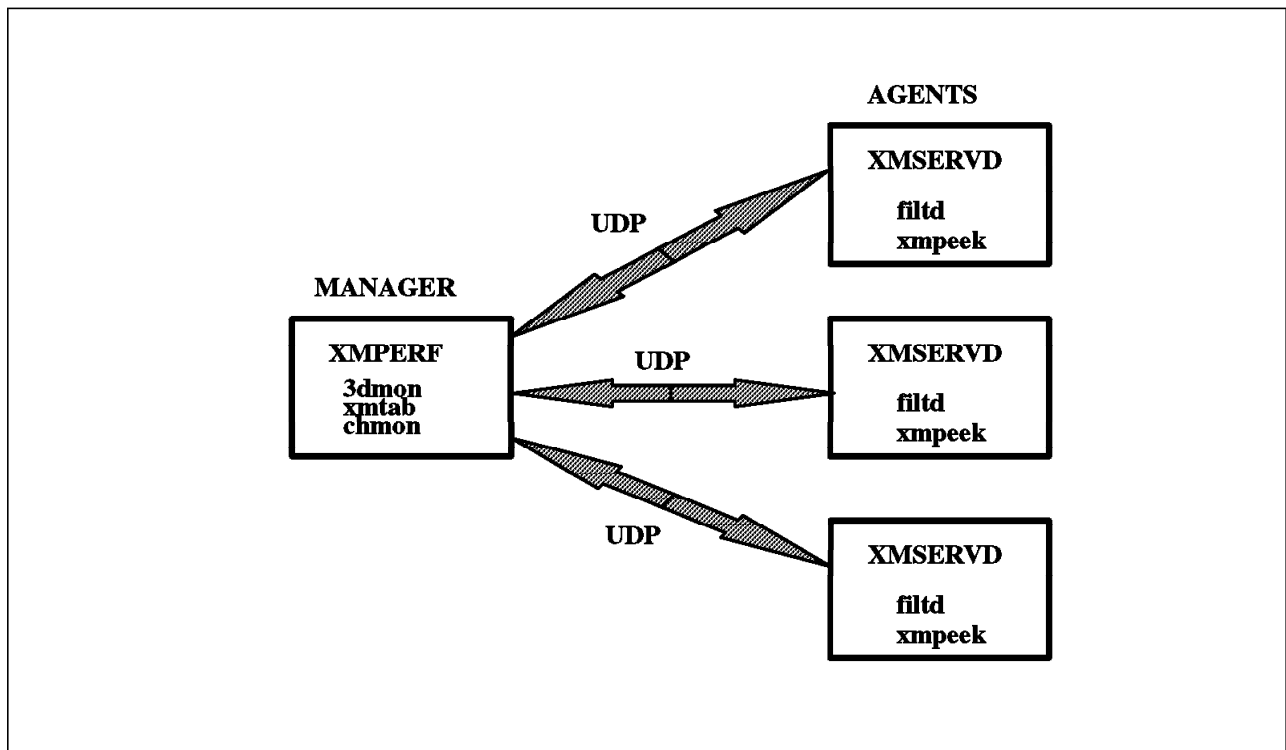 AGENTS
XMSERVD
filtd
xmpeek
UDP
MANAGER
XMPERF
3dmon
xmtab
chmon
UDP
XMSERVD
filtd
xmpeek
UDP
XMSERVD
filtd
xmpeek